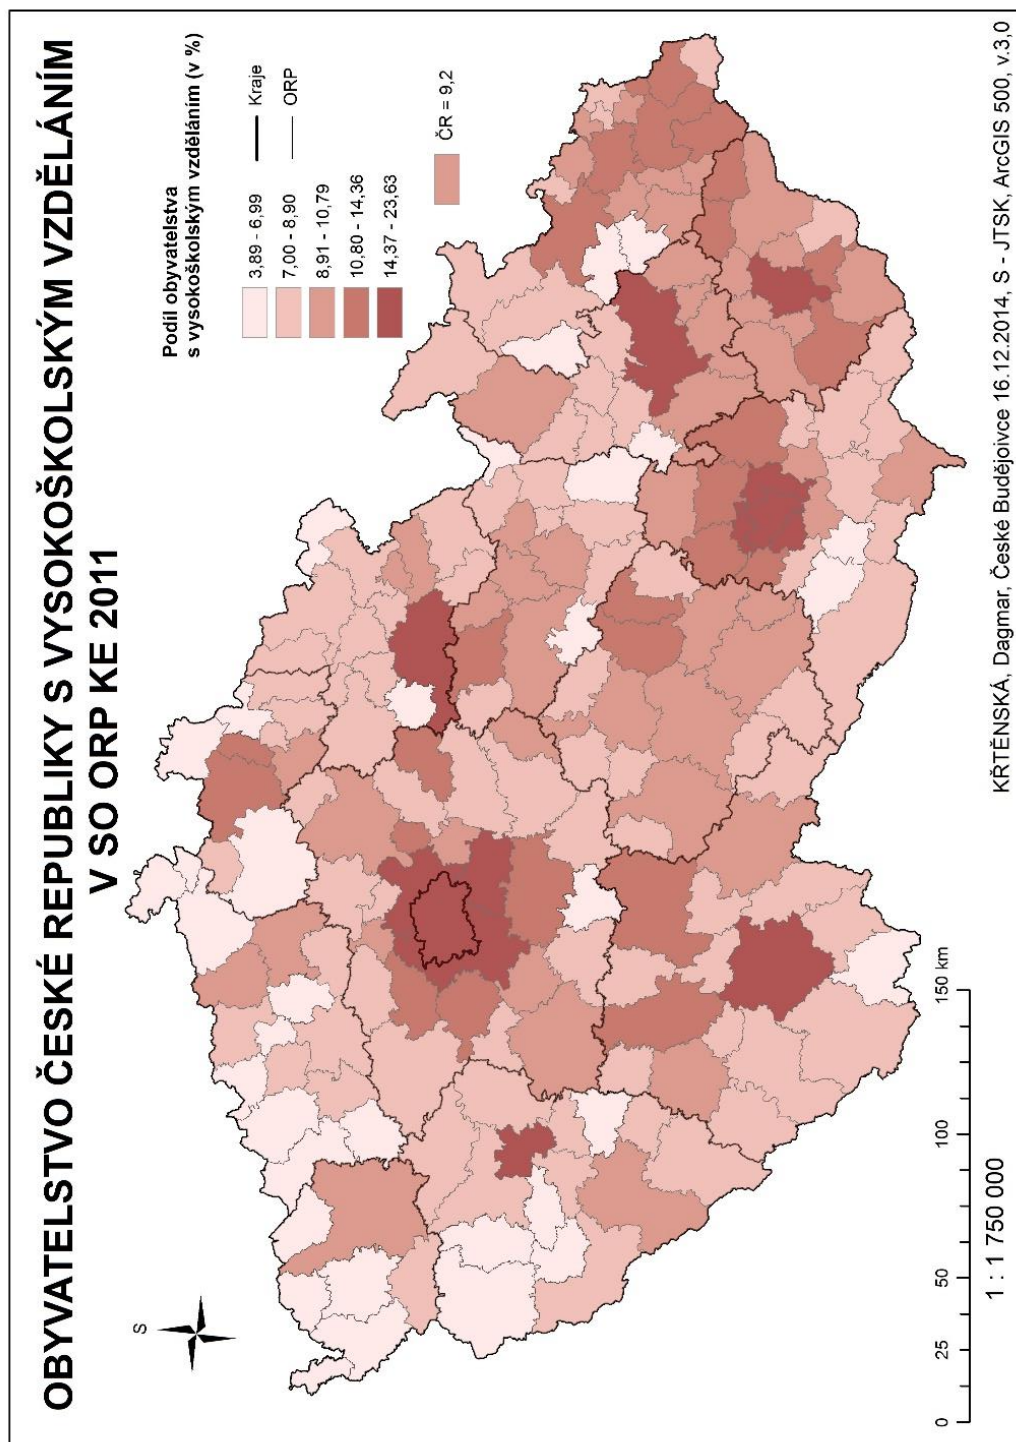 OBYVATELSTVO ČESKÉ REPUBLIKY S VYSOKOŠKOLSKÝM VZDĚLÁNÍM
V SO ORP KE 2011
S
Podíl obyvatelstva
s vysokoškolským vzděláním (v %)
3,89 - 6,99
7,00 - 8,90
8,91 - 10,79
10,80 - 14,36
14,37 - 23,63
Kraje
ORP
ČR = 9,2
0 25 50 100 150 km
1 : 1 750 000
KŘTĚNSKÁ, Dagmar, České Budějoivce 16.12.2014, S - JTSK, ArcGIS 500, v.3,0